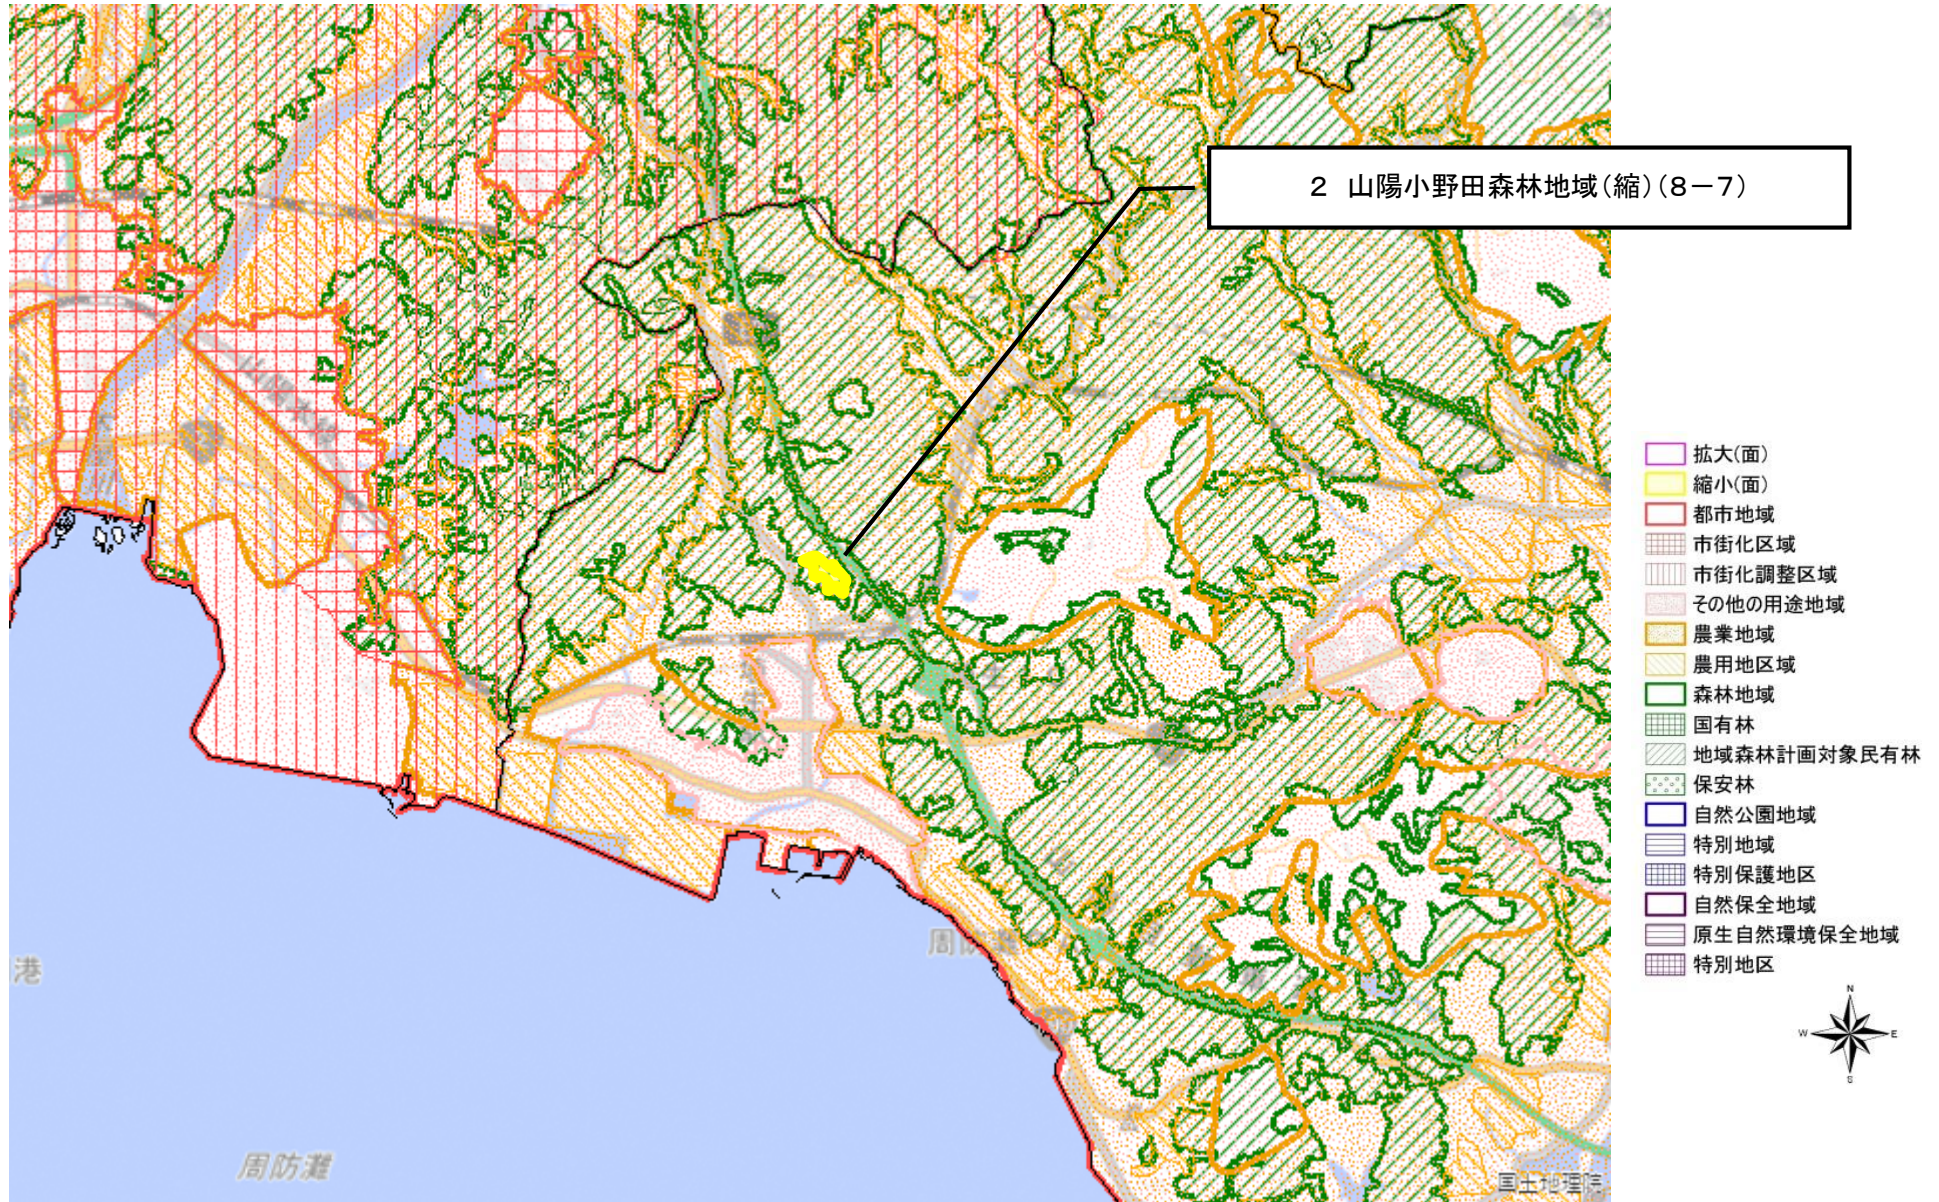 2 山陽小野田森林地域(縮)(8-7)
拡大(面)
縮小(面)
都市地域
市街化区域
市街化調整区域
その他の用途地域
農業地域
農用地区域
森林地域
国有林
地域森林計画対象民有林
保安林
自然公園地域
特別地域
特別保護地区
自然保全地域
原生自然環境保全地域
特別地区
N
W
E
S
周防灘
港
周防灘
国土地理院